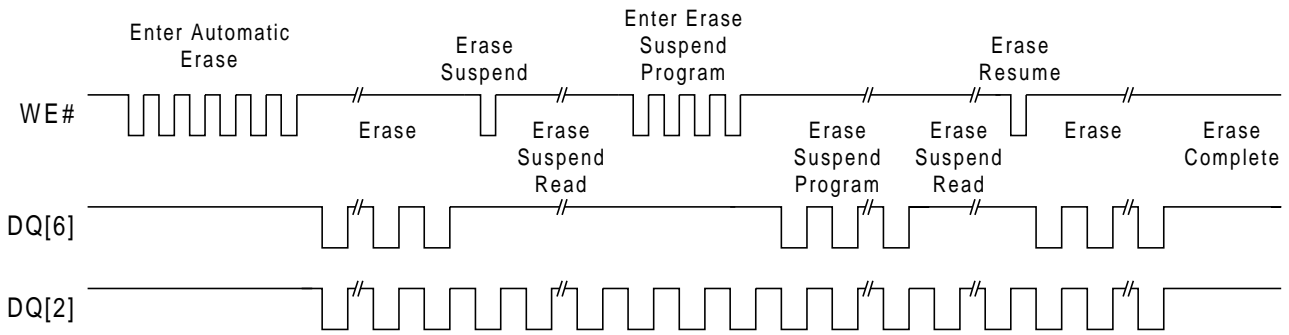 Enter Automatic
Erase
Erase
Suspend
Enter Erase
Suspend
Program
Erase
Resume
WE#
Erase
Erase
Suspend
Read
Erase
Suspend
Program
Erase
Suspend
Read
Erase
Erase
Complete
DQ[6]
DQ[2]